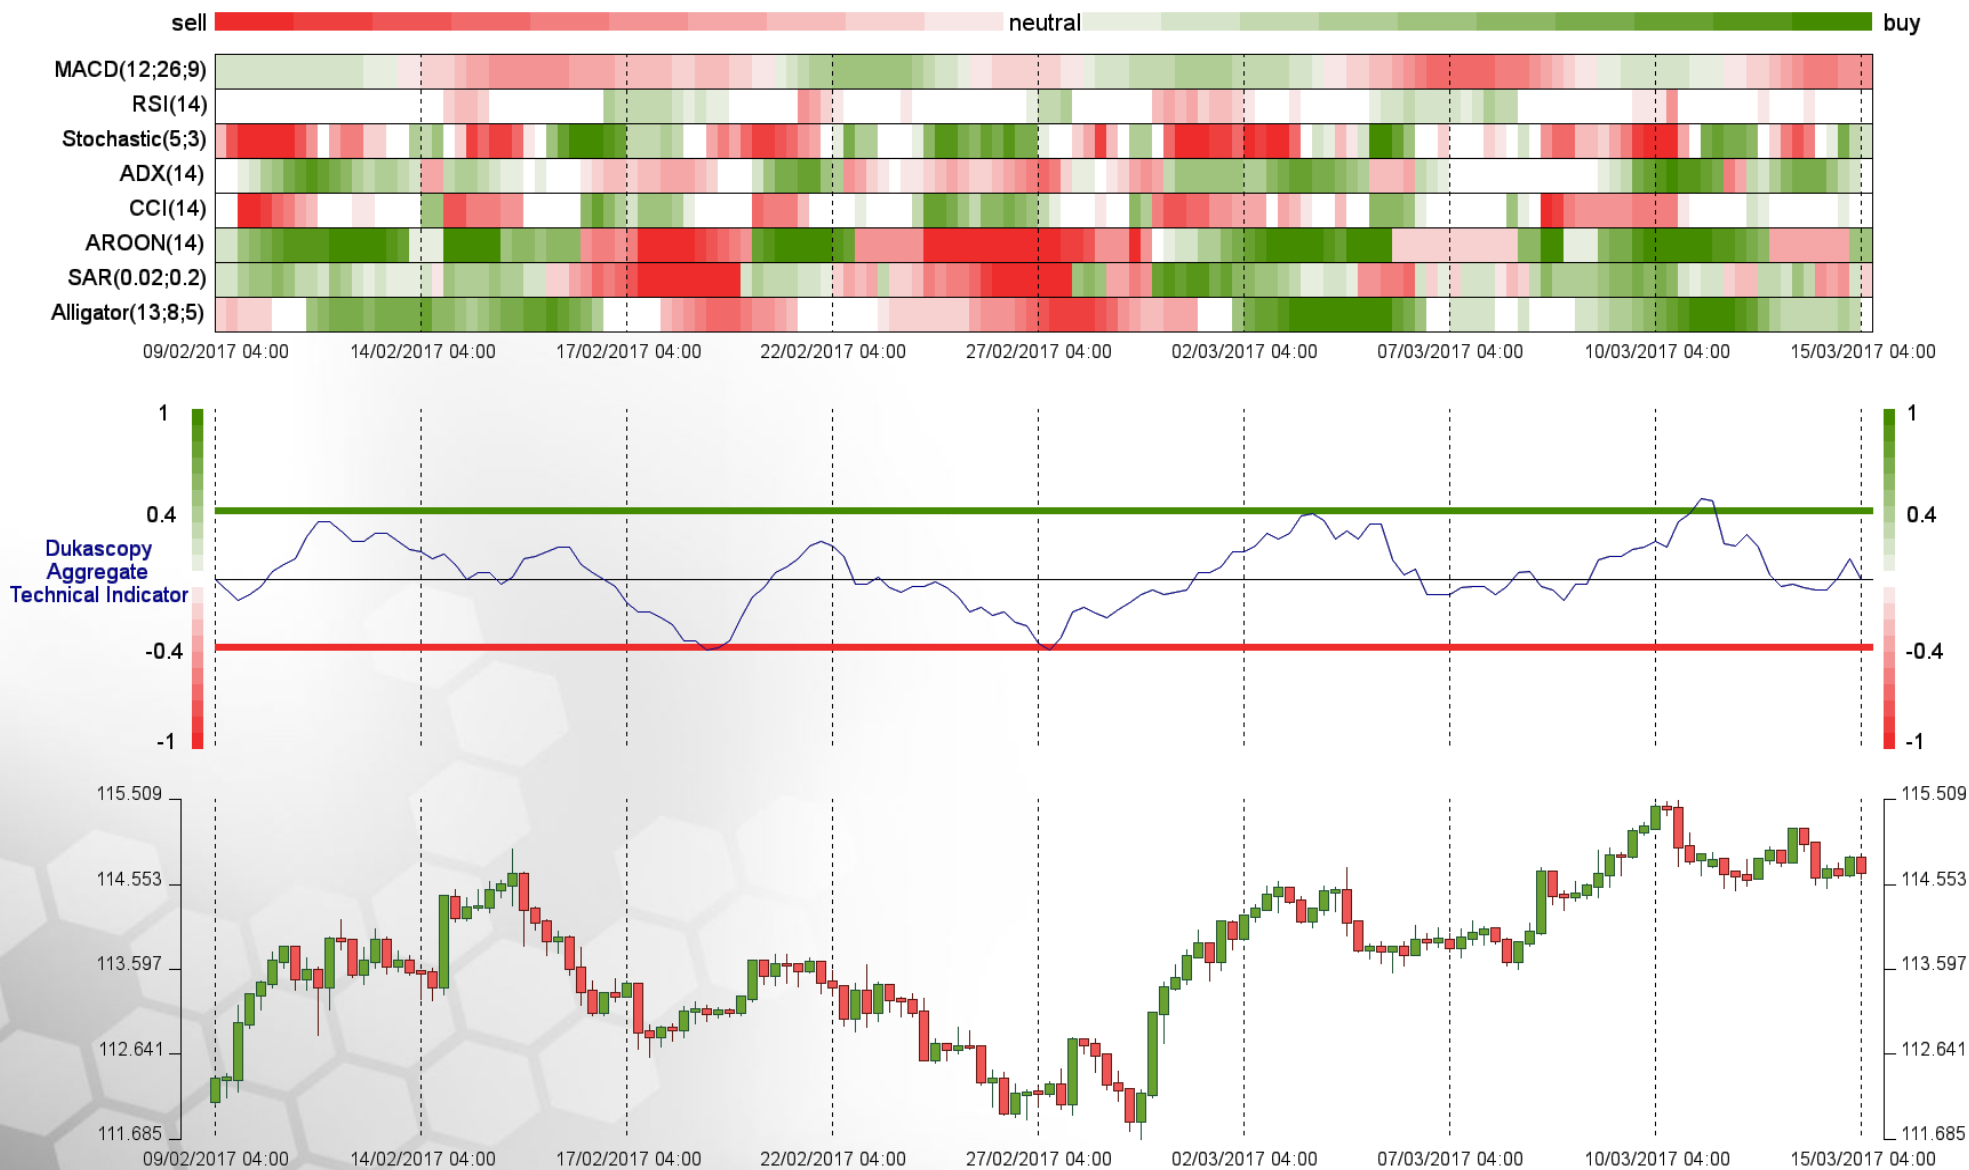 sell neutral buy
MACD(12;26;9)
RSI(14)
Stochastic(5;3)
ADX(14)
CCI(14)
AROON(14)
SAR(0.02;0.2)
Alligator(13;8;5)
09/02/2017 04:00 14/02/2017 04:00 17/02/2017 04:00 22/02/2017 04:00 27/02/2017 04:00 02/03/2017 04:00 07/03/2017 04:00 10/03/2017 04:00 15/03/2017 04:00
1 1
0.4 0.4
Dukascopy
Aggregate
Technical Indicator
-0.4 -0.4
-1 -1
115.509 115.509
114.553 114.553
113.597 113.597
112.641 112.641
111.685 111.685
09/02/2017 04:00 14/02/2017 04:00 17/02/2017 04:00 22/02/2017 04:00 27/02/2017 04:00 02/03/2017 04:00 07/03/2017 04:00 10/03/2017 04:00 15/03/2017 04:00